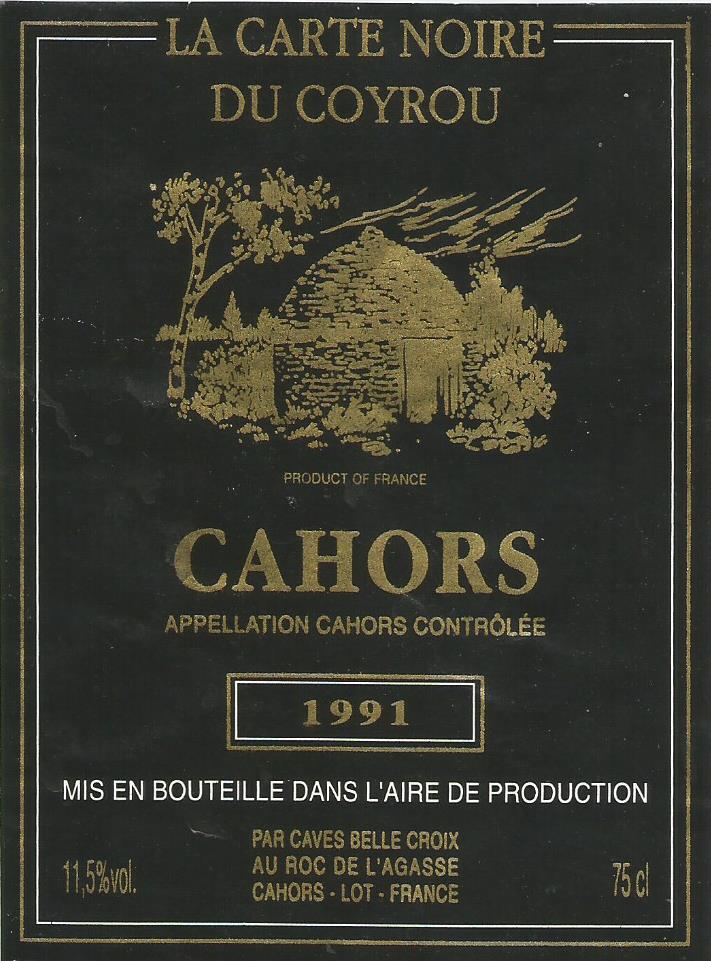 LA CARTE NOIRE
DU COYROU
PRODUCT OF FRANCE
CAHORS
APPELLATION CAHORS CONTRÔLÉE
1991
MIS EN BOUTEILLE DANS L'AIRE DE PRODUCTION
PAR CAVES BELLE CROIX
AU ROC DE L'AGASSE
CAHORS - LOT - FRANCE
11,5%vol.
75 cl